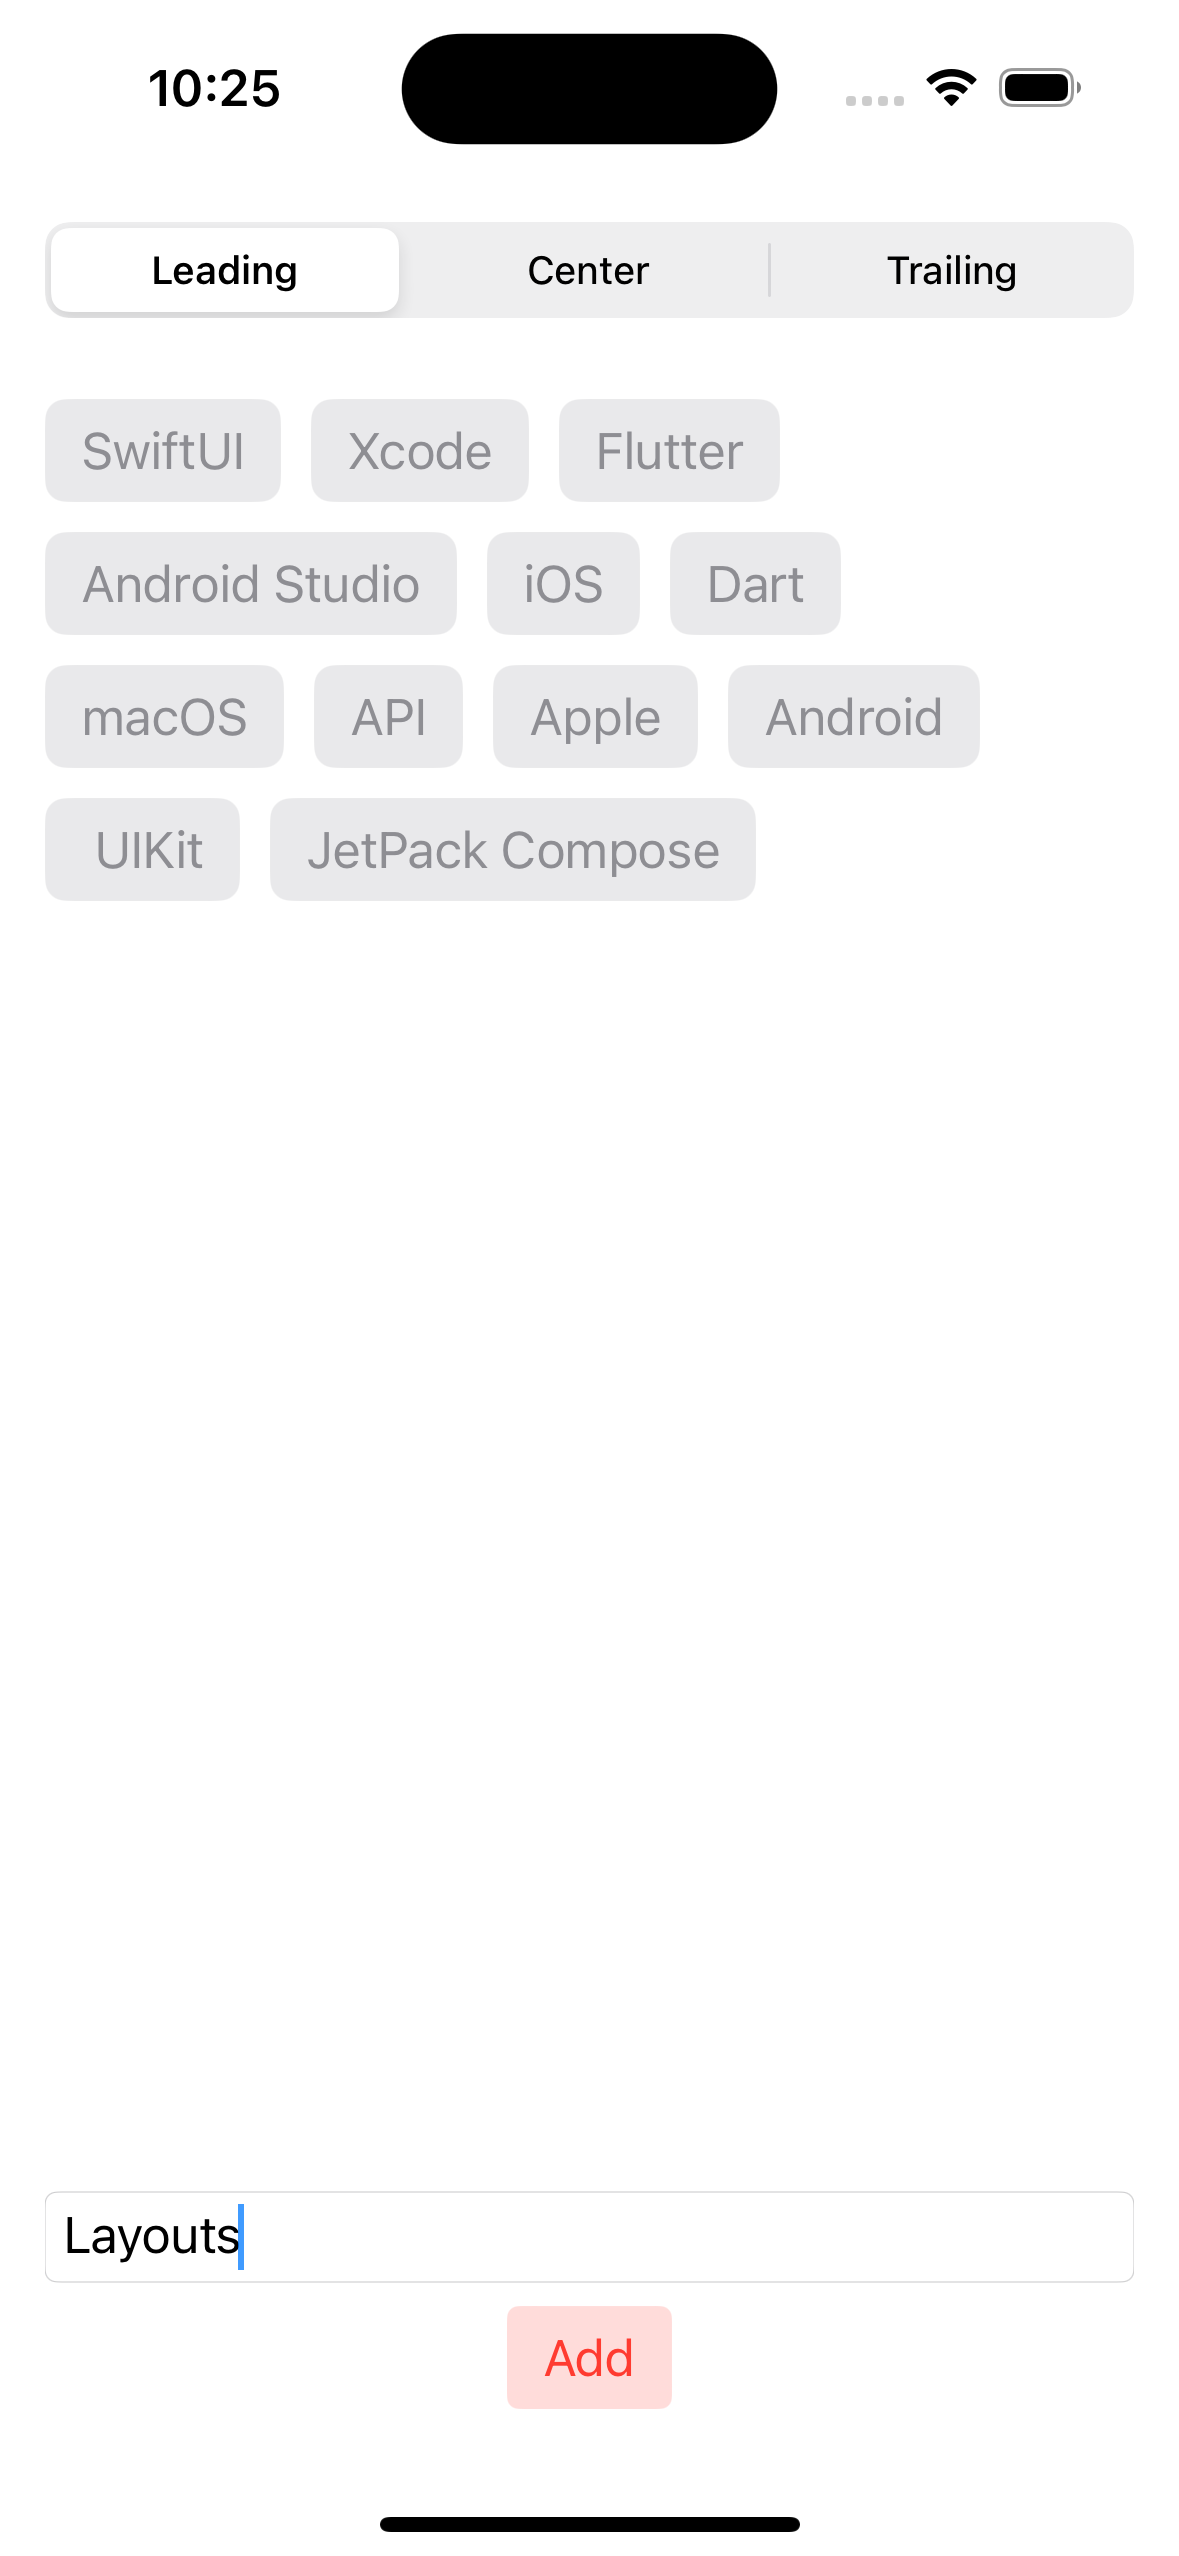 10:25
Leading Center Trailing
SwiftUI Xcode Flutter
Android Studio iOS Dart
macOS API Apple Android
UIKit JetPack Compose
Layouts
Add